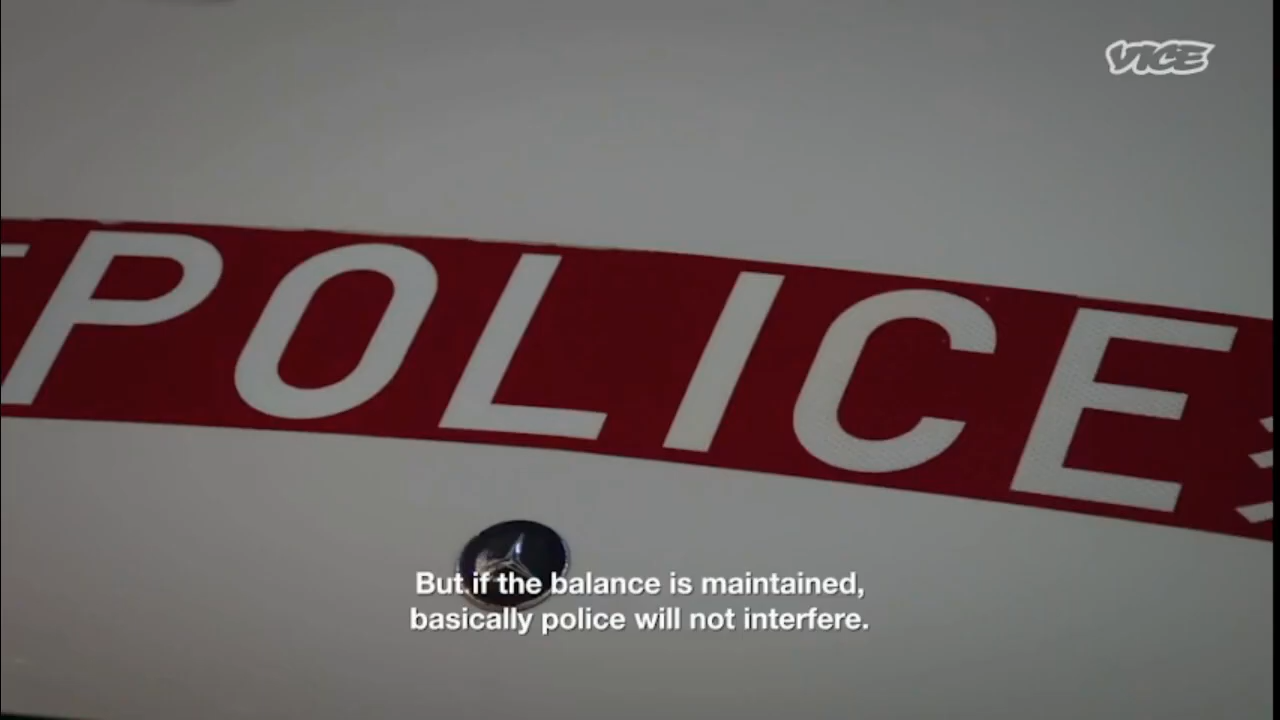 VICE
POLICE
But if the balance is maintained,
basically police will not interfere.